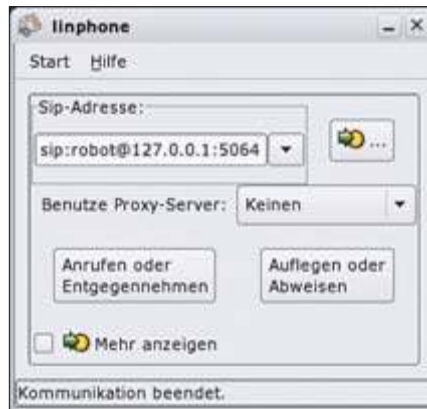 linphone
Start Hilfe
Sip-Adresse:
sip:robot@127.0.0.1:5064
...
Benutze Proxy-Server: Keinen
Anrufen oder
Entgegennehmen
Auflegen oder
Abweisen
Mehr anzeigen
Kommunikation beendet.